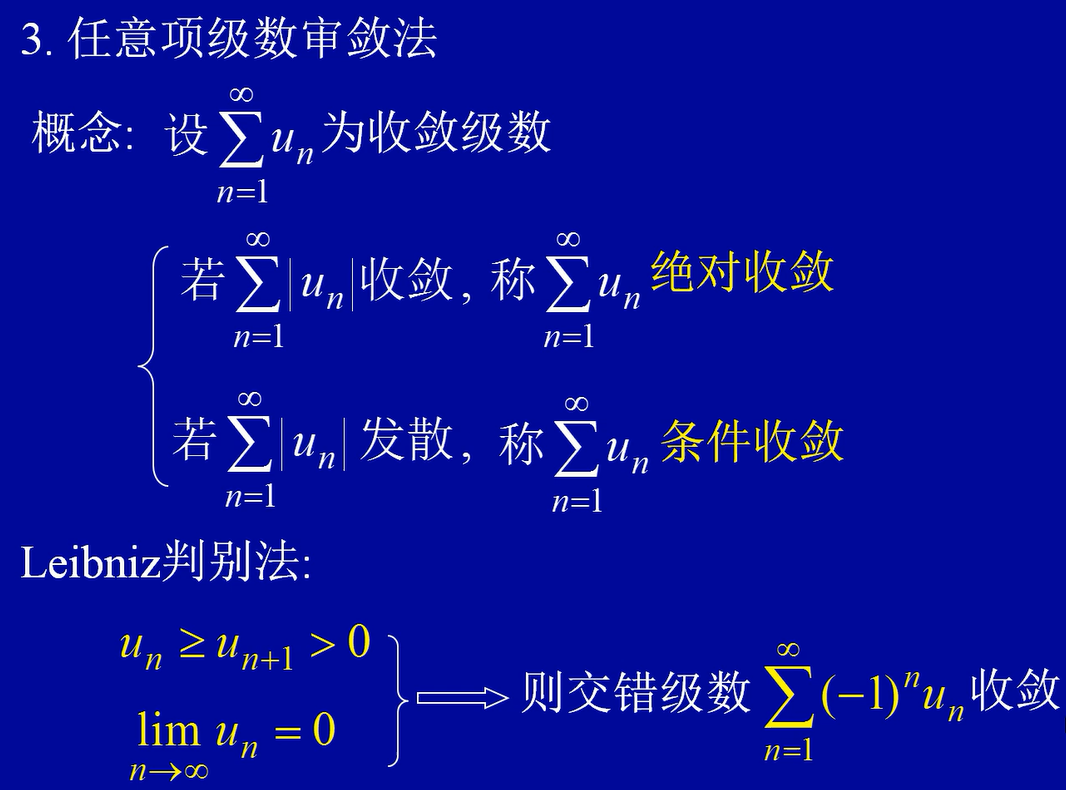 3. 任意项级数审敛法
概念: 设 $\sum_{n=1}^{\infty} u_n$ 为收敛级数
若 $\sum_{n=1}^{\infty} |u_n|$ 收敛, 称 $\sum_{n=1}^{\infty} u_n$ 绝对收敛
若 $\sum_{n=1}^{\infty} |u_n|$ 发散, 称 $\sum_{n=1}^{\infty} u_n$ 条件收敛
Leibniz判别法:
$u_n \geq u_{n+1} > 0$
$\lim_{n \to \infty} u_n = 0$
则交错级数 $\sum_{n=1}^{\infty} (-1)^n u_n$ 收敛